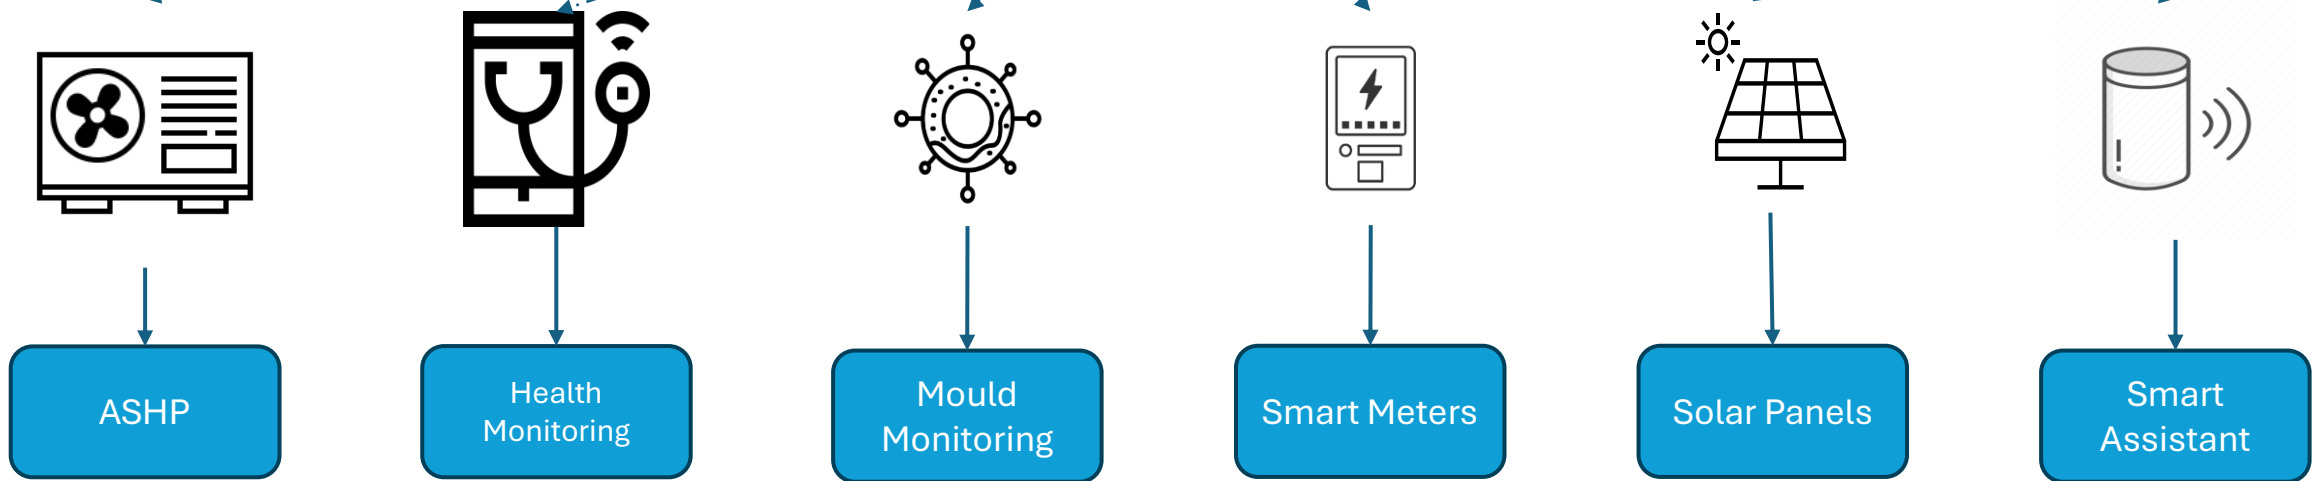 ASHP
Health
Monitoring
Mould
Monitoring
Smart Meters
Solar Panels
Smart
Assistant